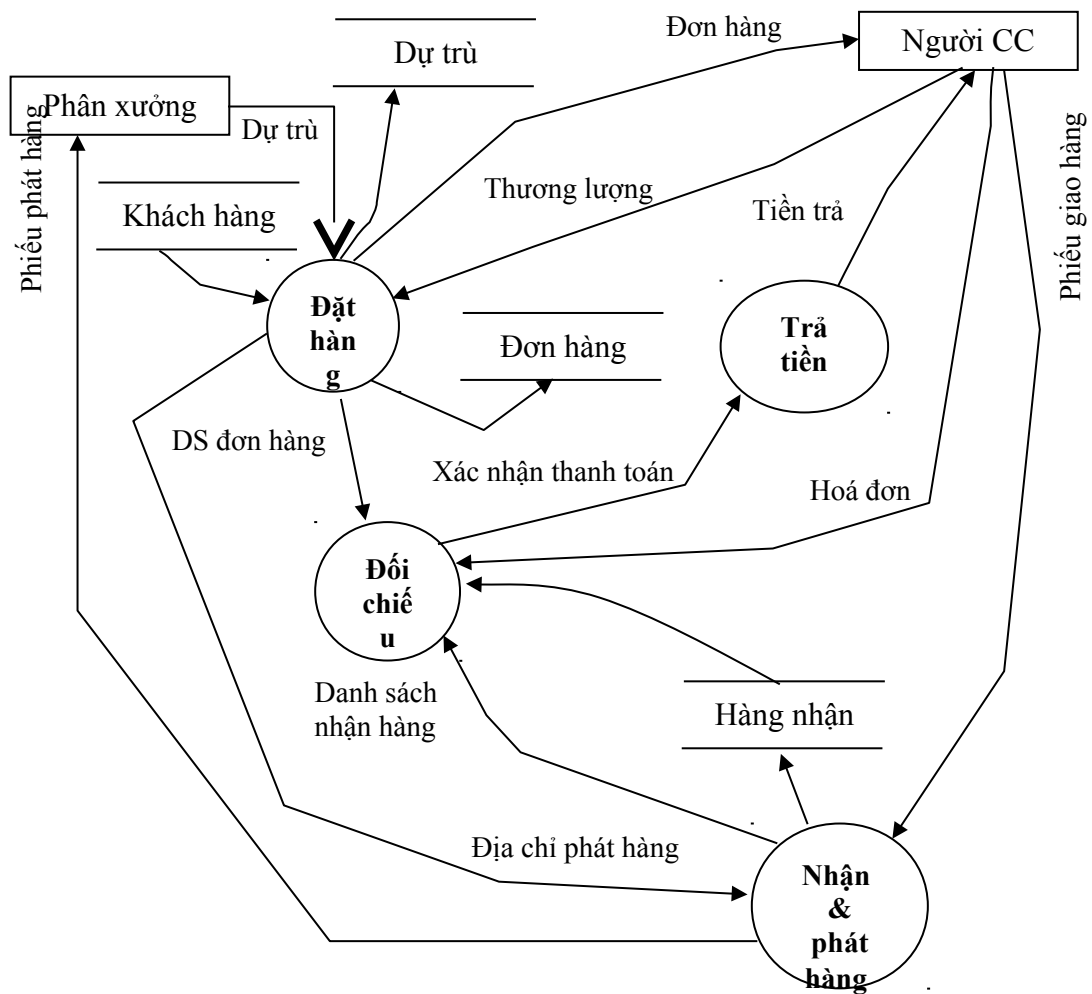 Đơn hàng
Người CC
Dự trù
Phân xưởng
Dự trù
Phiếu phát hàng
Phiếu giao hàng
Khách hàng
Thương lượng
Tiền trả
Đặt
hàn
g
Đơn hàng
Trả
tiền
DS đơn hàng
Xác nhận thanh toán
Hoá đơn
Đối
chiế
u
Danh sách
nhận hàng
Hàng nhận
Địa chỉ phát hàng
Nhận
&
phát
hàng